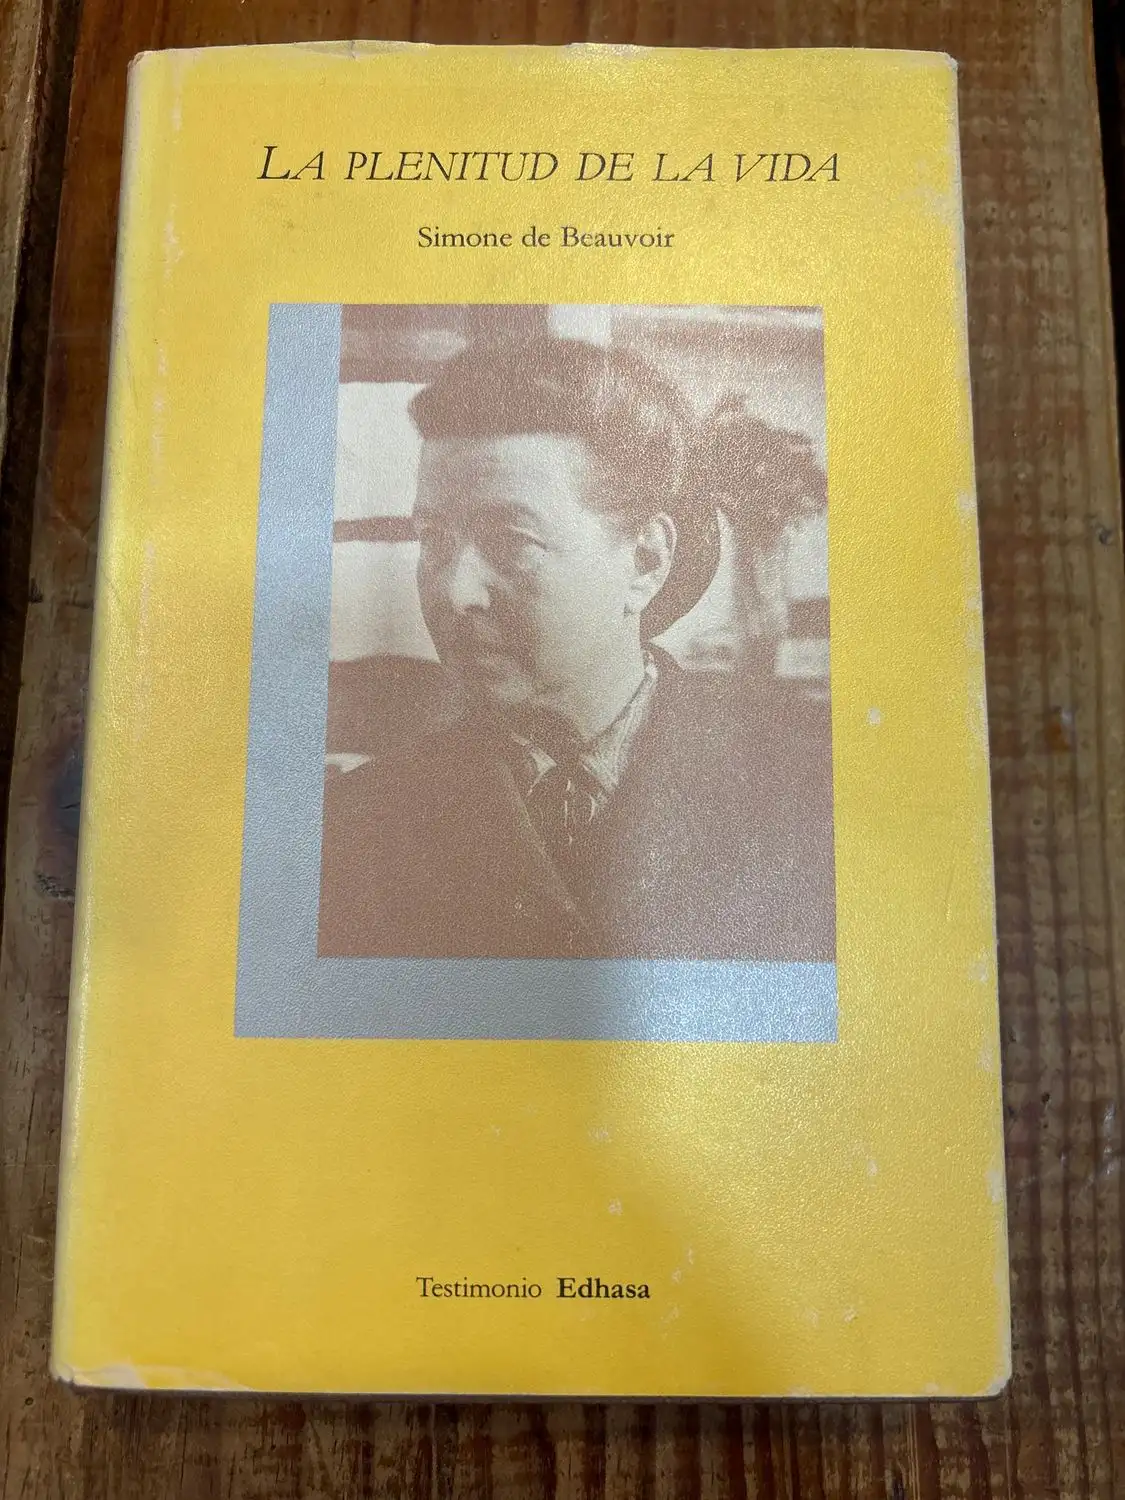 LA PLENITUD DE LA VIDA
Simone de Beauvoir
Testimonio Edhasa